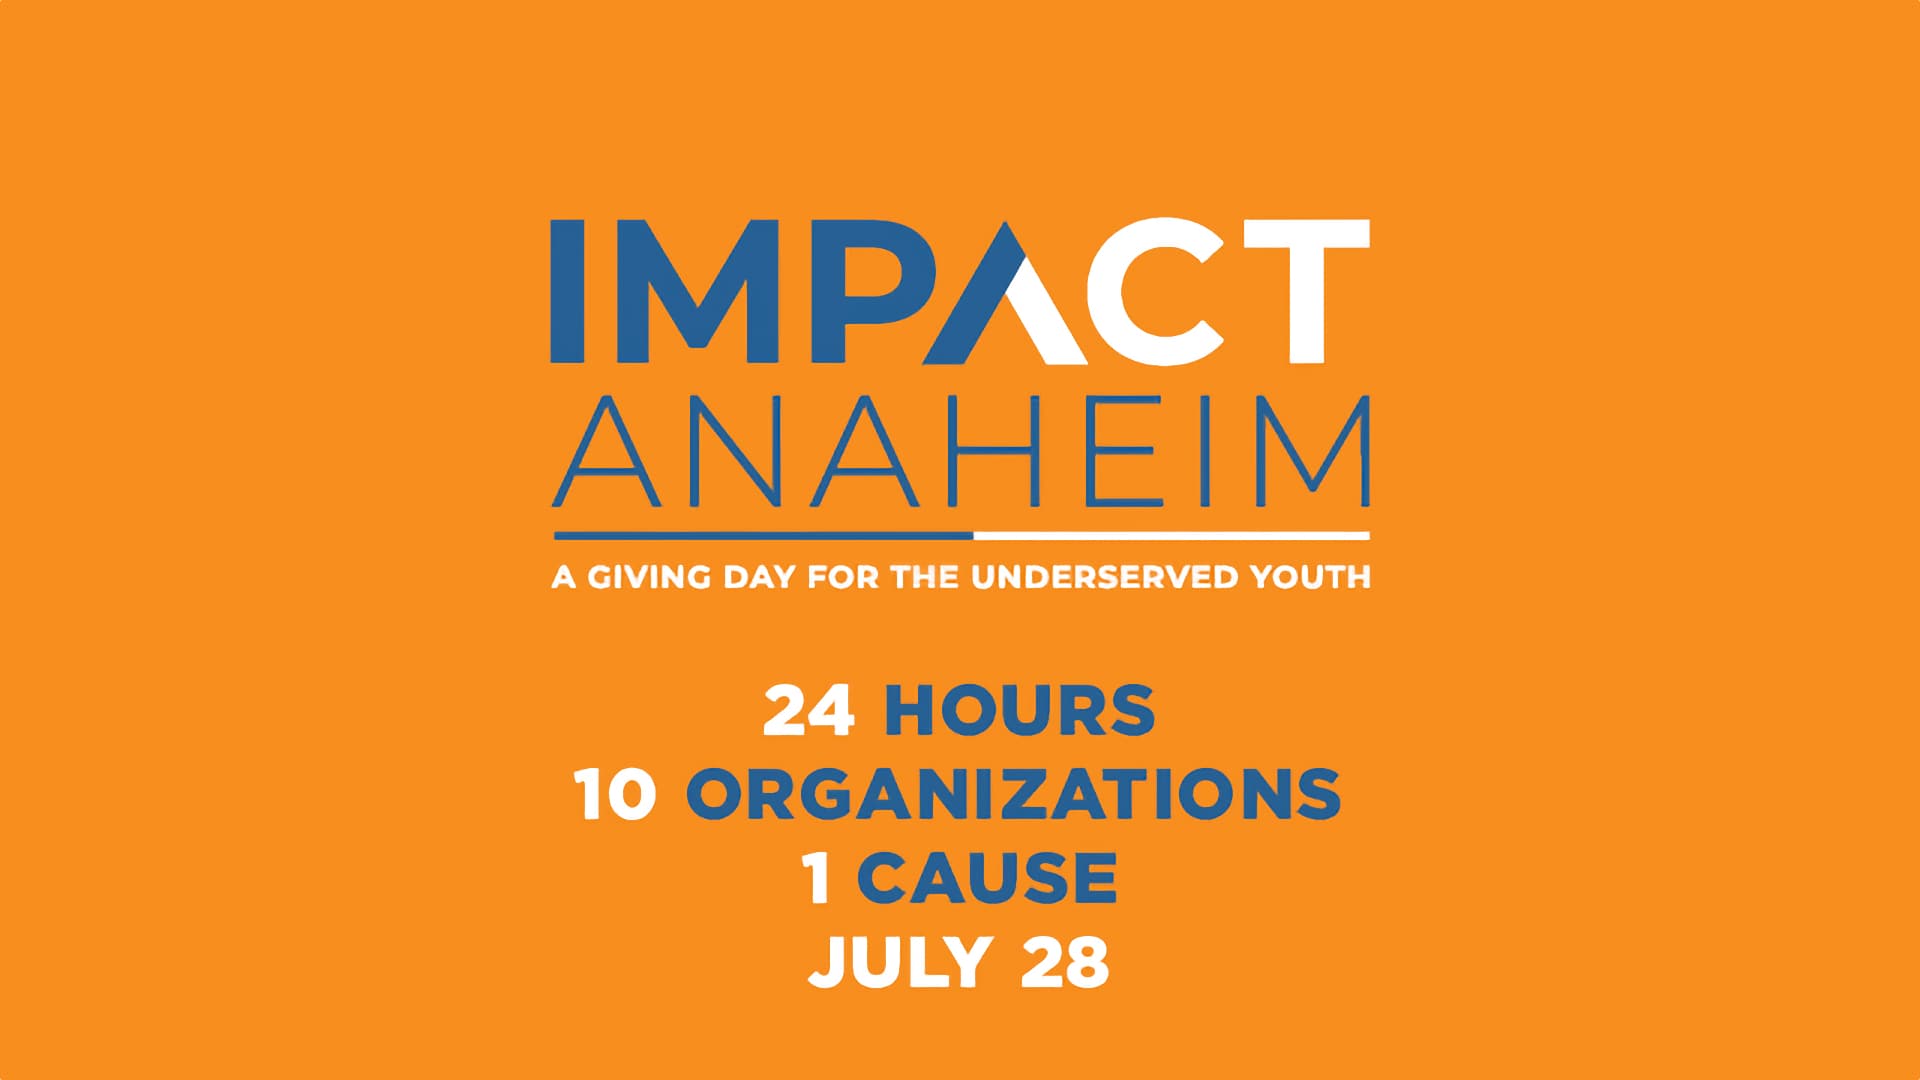 IMPACT
ANAHEIM
A GIVING DAY FOR THE UNDERSERVED YOUTH
24 HOURS
10 ORGANIZATIONS
1 CAUSE
JULY 28